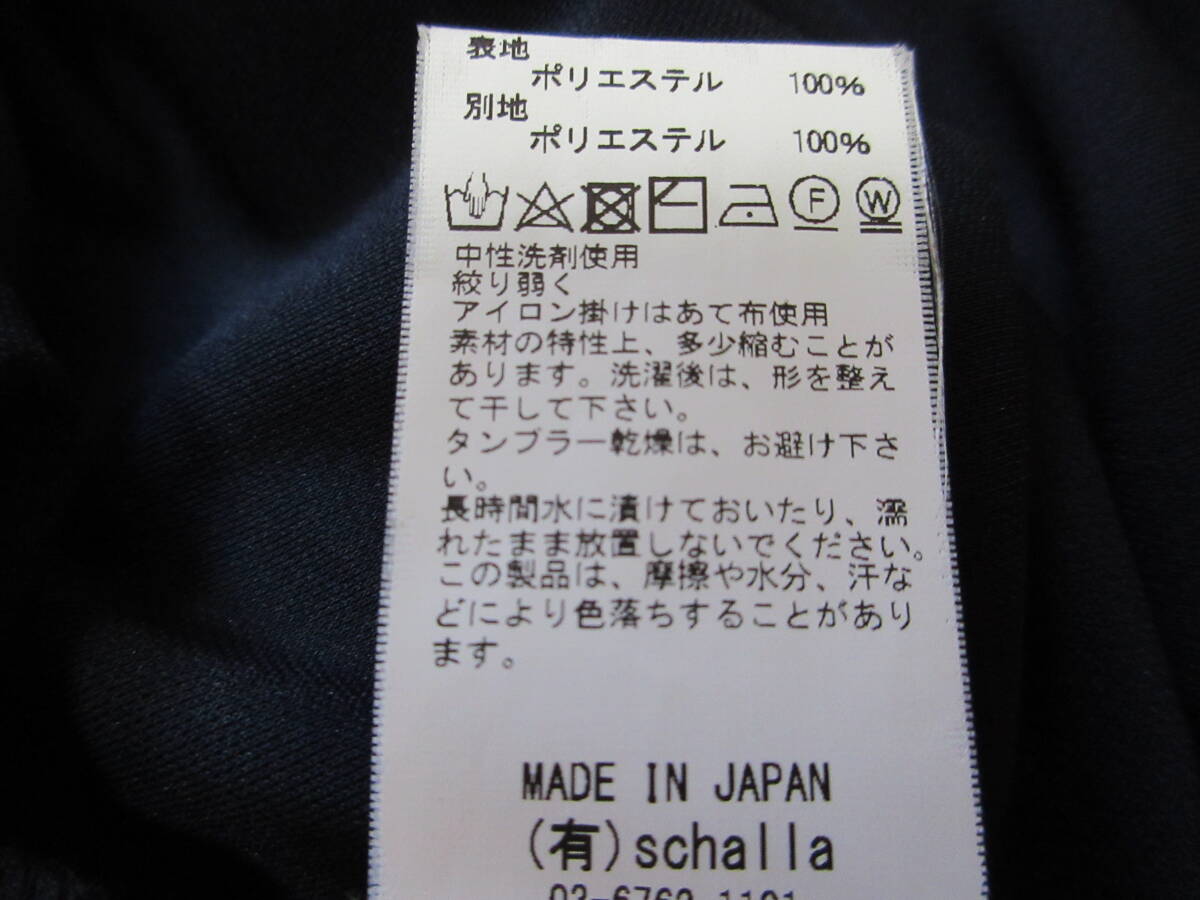 表地
ポリエステル 100%
別地
ポリエステル 100%
F W
中性洗剤使用
絞り弱く
アイロン掛けはあて布使用
素材の特性上、多少縮むことが
あります。洗濯後は、形を整え
て干して下さい。
タンブラー乾燥は、お避け下さ
い。
長時間水に漬けておいたり、濡
れたまま放置しないでください。
この製品は、摩擦や水分、汗な
どにより色落ちすることがあり
ます。
MADE IN JAPAN
(有)schalla